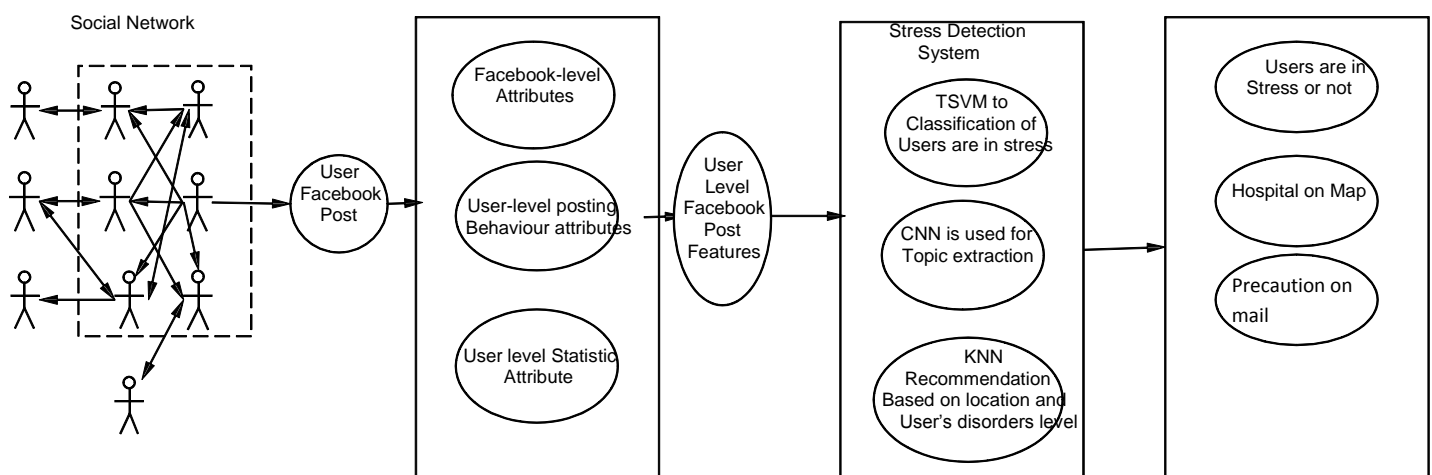 Social Network
User
Facebook
Post
Facebook-level
Attributes
User-level posting
Behaviour attributes
User level Statistic
Attribute
User
Level
Facebook
Post
Features
Stress Detection
System
TSVM to
Classification of
Users are in stress
CNN is used for
Topic extraction
KNN
Recommendation
Based on location and
User's disorders level
Users are in
Stress or not
Hospital on Map
Precaution on
mail